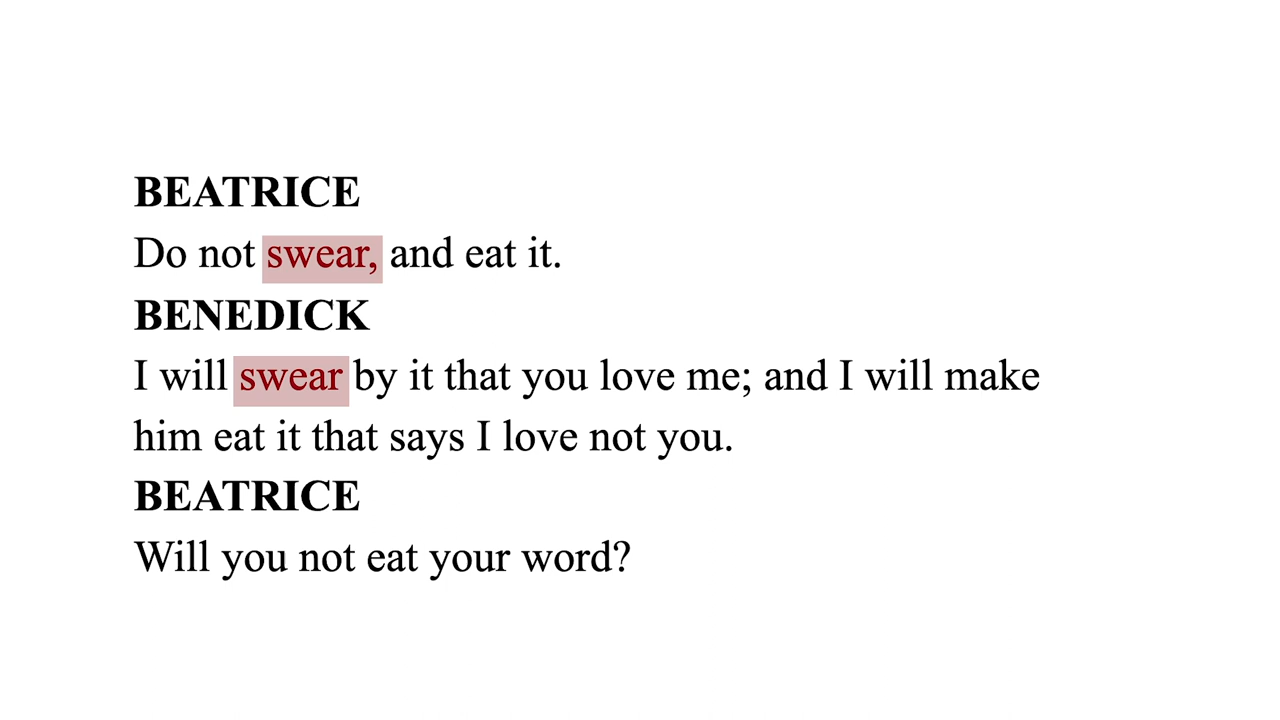 BEATRICE
Do not swear, and eat it.
BENEDICK
I will swear by it that you love me; and I will make
him eat it that says I love not you.
BEATRICE
Will you not eat your word?